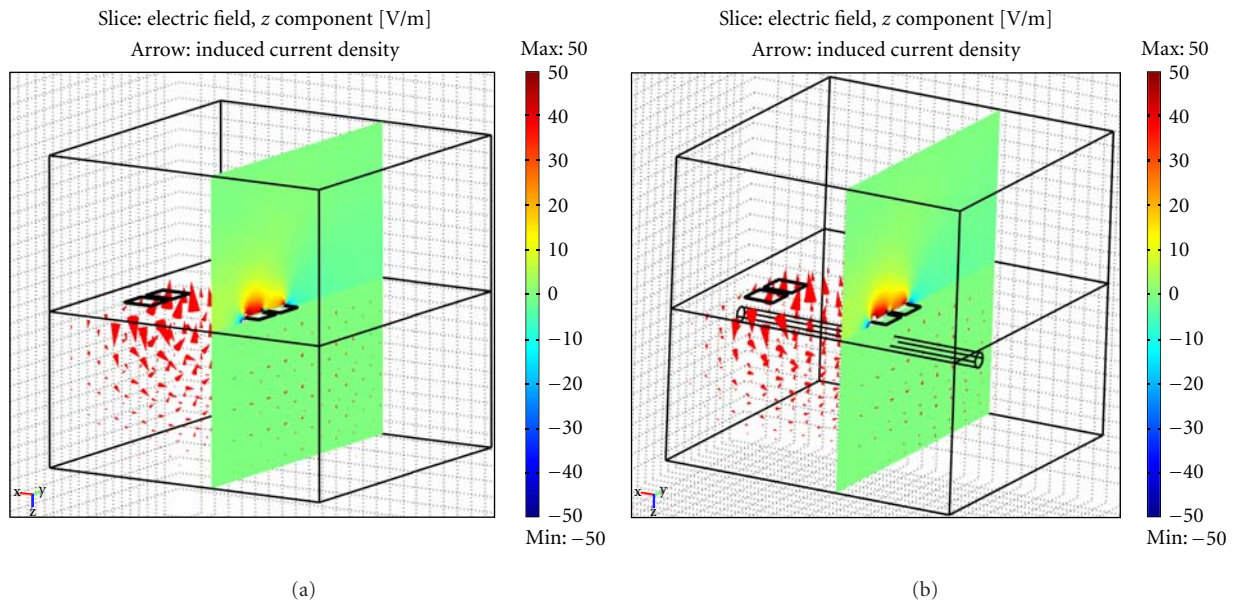 Slice: electric field, z component [V/m]
Arrow: induced current density
Max: 50
50
40
30
20
10
0
−10
−20
−30
−40
−50
Min: −50
x y
z
(a)
Slice: electric field, z component [V/m]
Arrow: induced current density
Max: 50
50
40
30
20
10
0
−10
−20
−30
−40
−50
Min: −50
x y
z
(b)